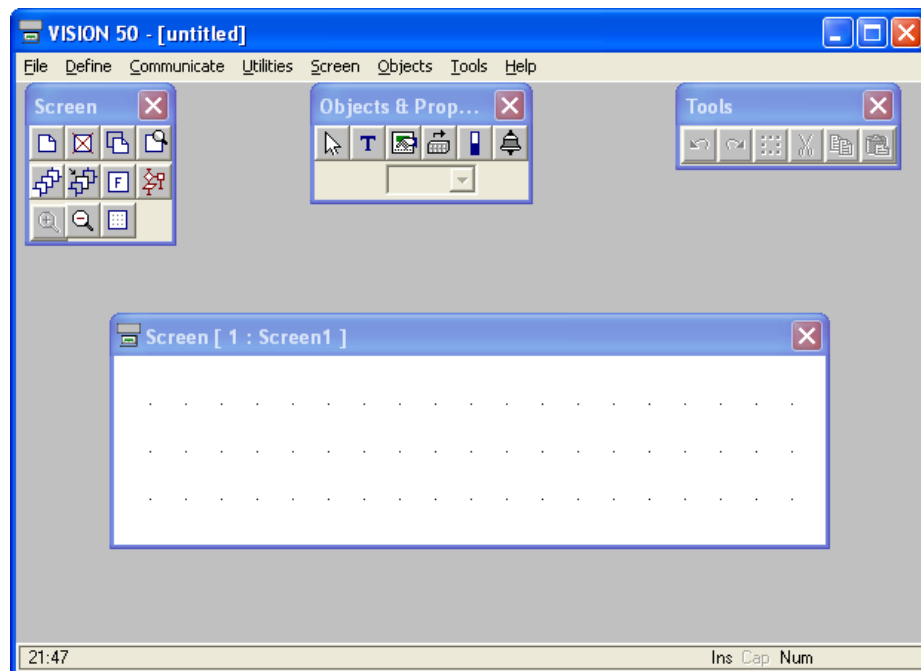 VISION 50 - [untitled]
File Define Communicate Utilities Screen Objects Tools Help
Screen
Objects & Prop...
Tools
T
F
Screen [ 1 : Screen1 ]
21:47
Ins Cap Num